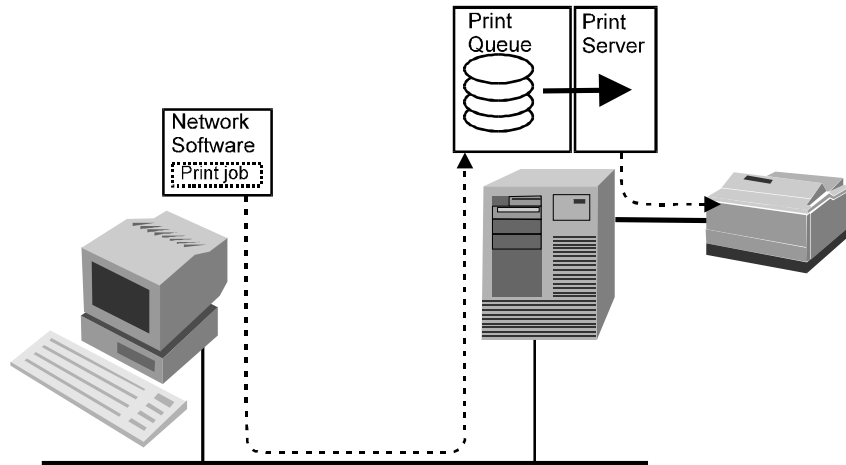 Print
Queue
Print
Server
Network
Software
Print job